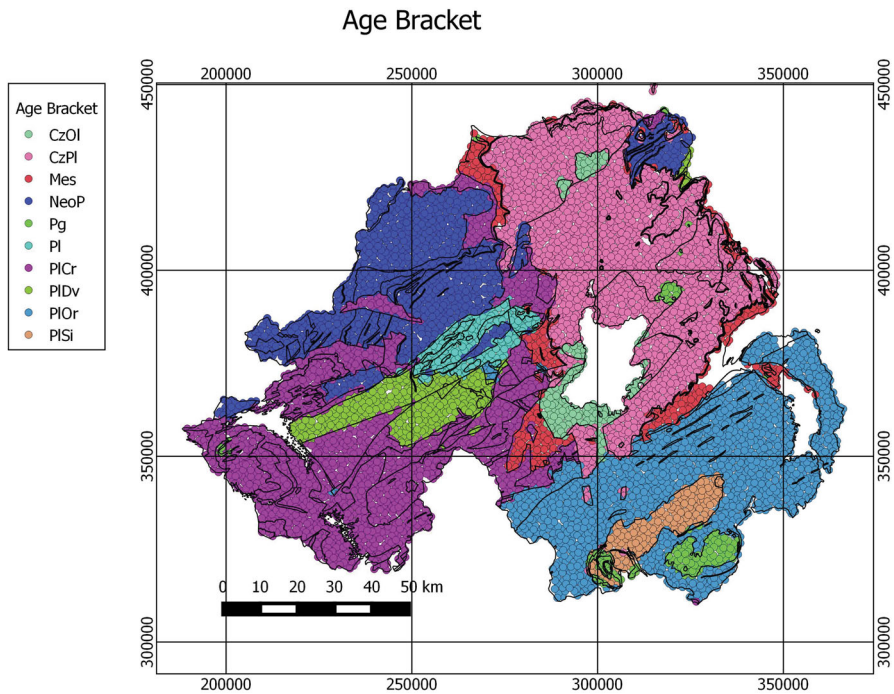 Age Bracket
200000 250000 300000 350000
450000 450000
Age Bracket
CzOl
CzPl
Mes
NeoP
Pg
Pl
PlCr
PlDv
PlOr
PlSi
400000 400000
350000 350000
0 10 20 30 40 50 km
300000 300000
200000 250000 300000 350000